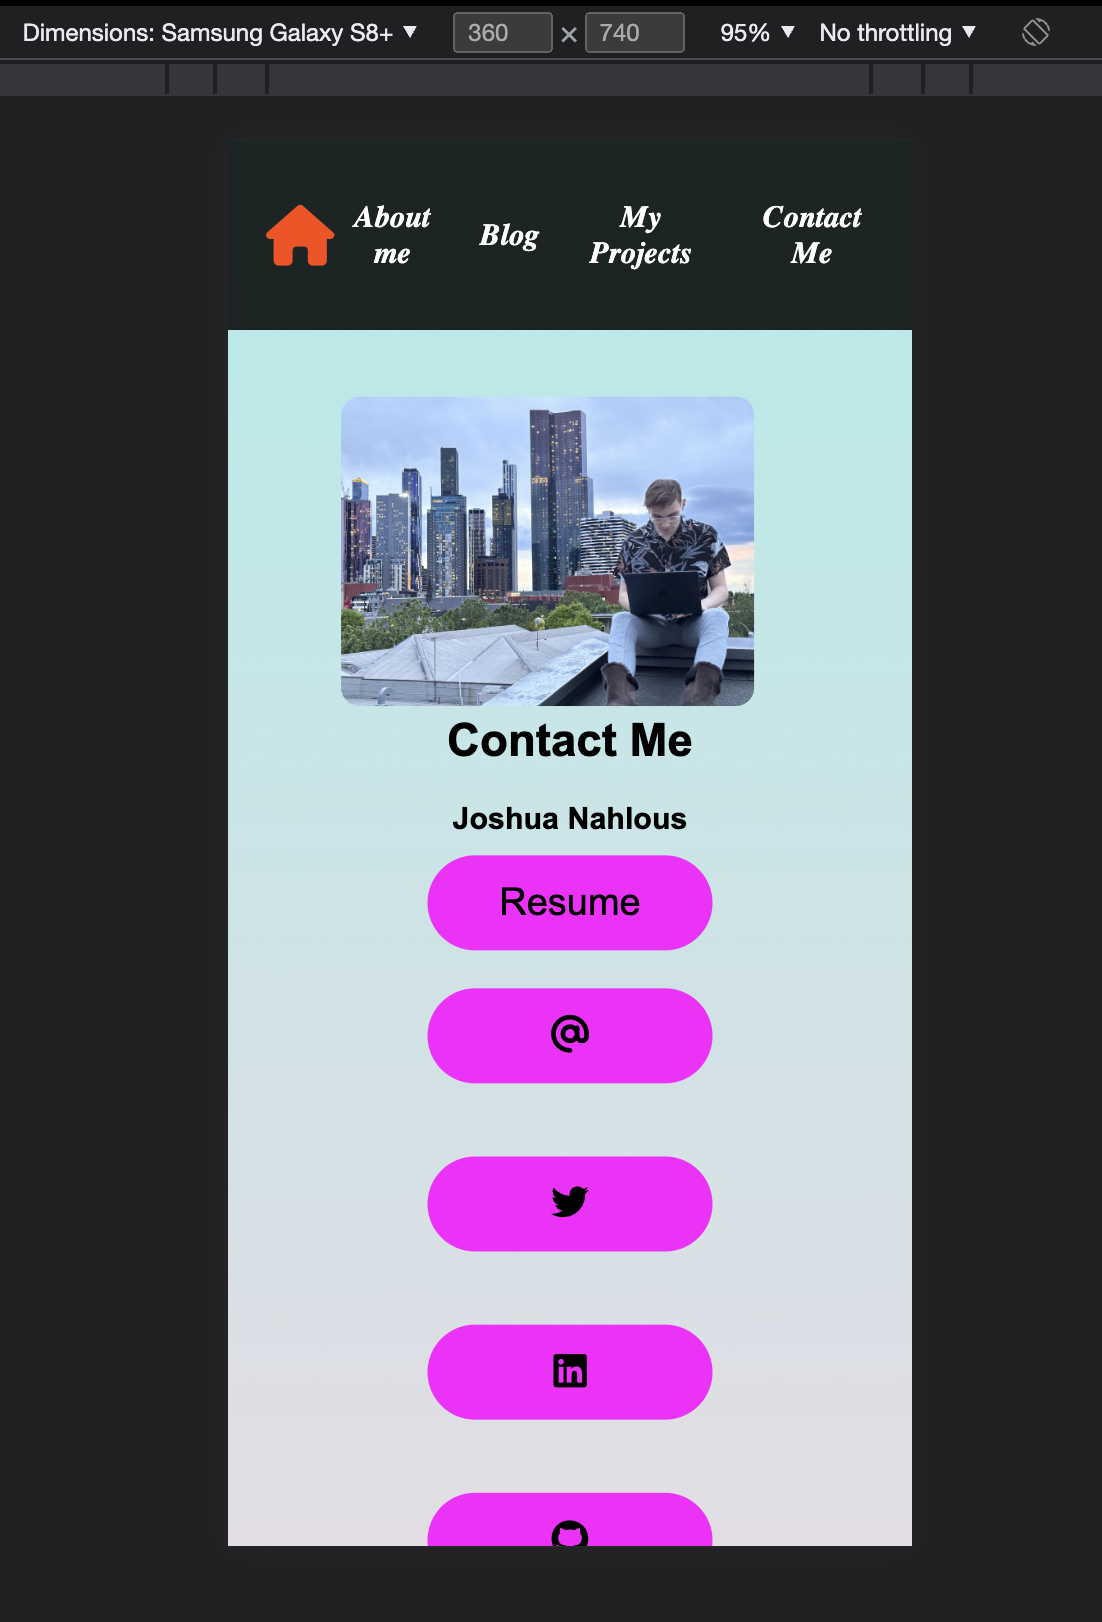 Dimensions: Samsung Galaxy S8+ ▼ 360 × 740 95% ▼ No throttling ▼
About me
Blog
My Projects
Contact Me
Contact Me
Joshua Nahlous
Resume
@
in